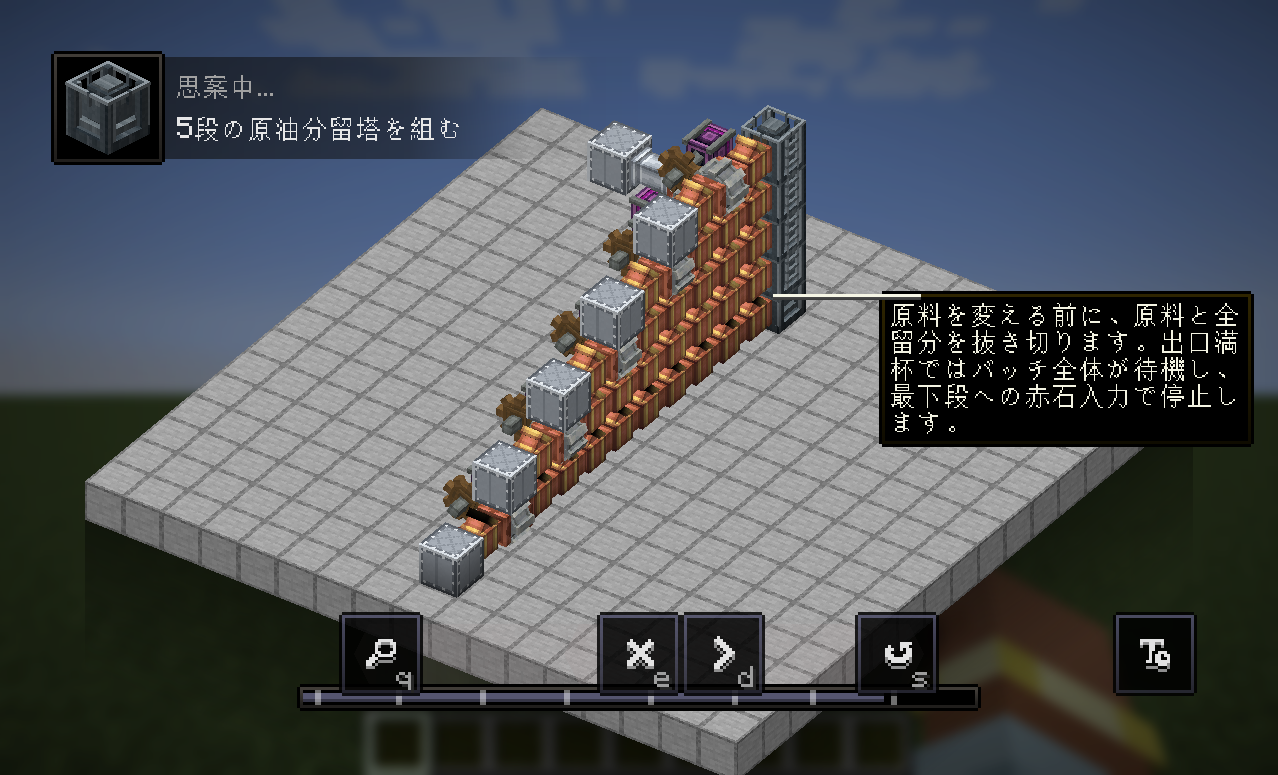 思案中...
5段の原油分留塔を組む
原料を変える前に、原料と全
留分を抜き切ります。出口満
杯ではバッチ全体が待機し、
最下段への赤石入力で停止し
ます。
q
e
d
s
T